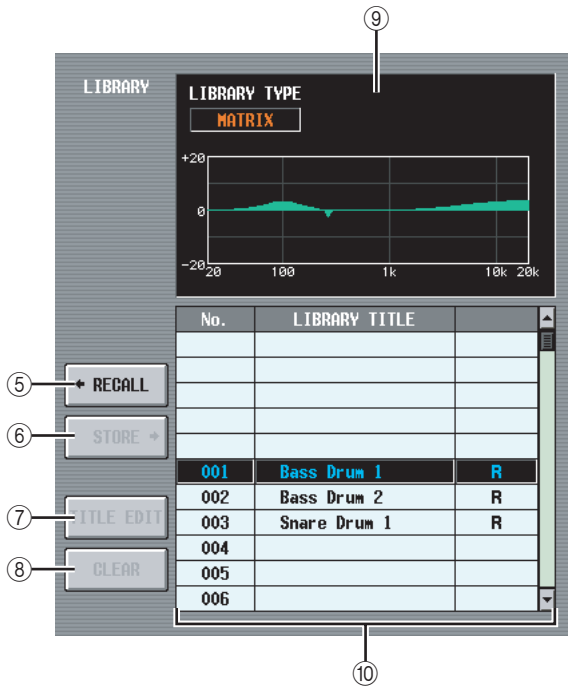 ⑨
LIBRARY
LIBRARY TYPE
MATRIX
+20
0
-20
20 100 1k 10k 20k
No. LIBRARY TITLE
⑤ RECALL
⑥ STORE
001 Bass Drum 1 R
⑦ TITLE EDIT
002 Bass Drum 2 R
003 Snare Drum 1 R
004
⑧ CLEAR
005
006
⑩